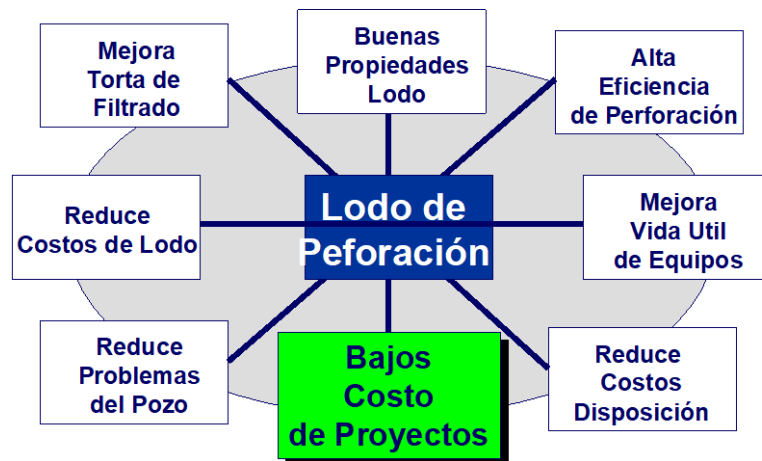 Buenas
Propiedades
Lodo
Mejora
Torta de
Filtrado
Alta
Eficiencia
de Perforación
Reduce
Costos de Lodo
Lodo de
Peforación
Mejora
Vida Util
de Equipos
Reduce
Problemas
del Pozo
Bajos
Costo
de Proyectos
Reduce
Costos
Disposición